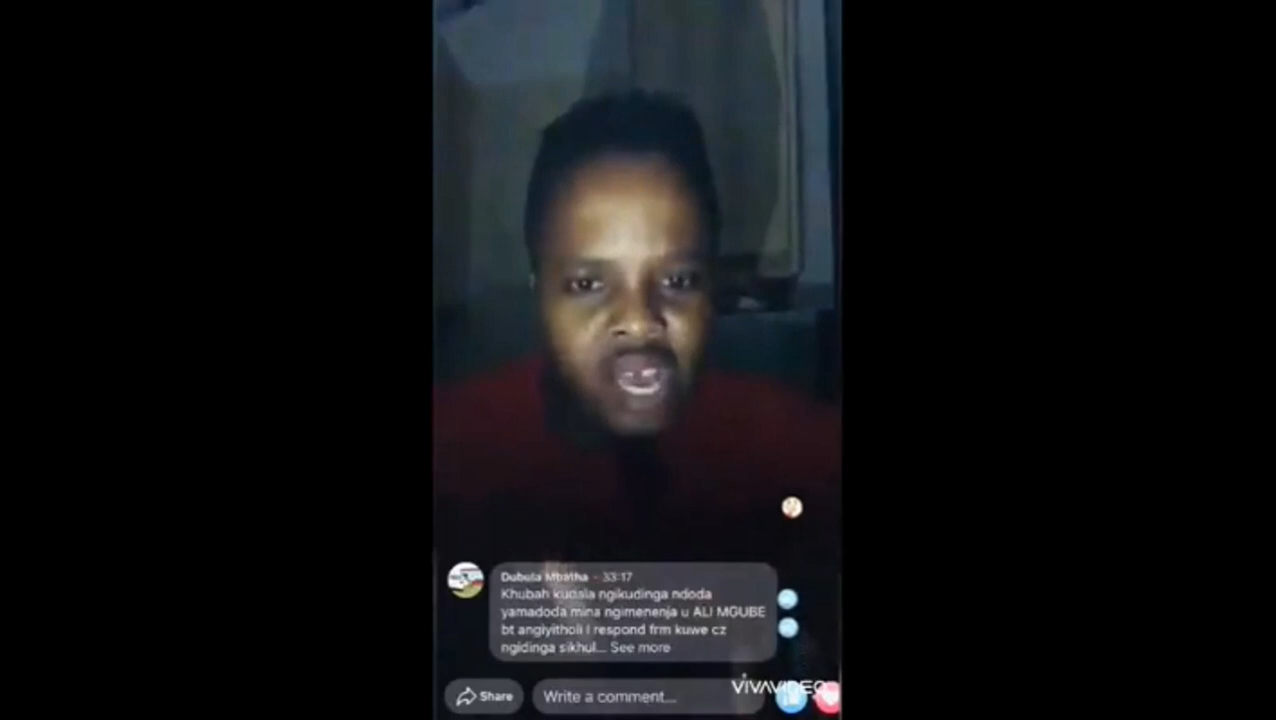 Dubula Mbatha · 33:17
Khubah kudala ngikudinga ndoda
yamadoda mina ngimenenja u ALI MGUBE
bt angiyitholi I respond frm kuwe cz
ngidinga sikhul... See more
Share
Write a comment...
VIVAVIDEO